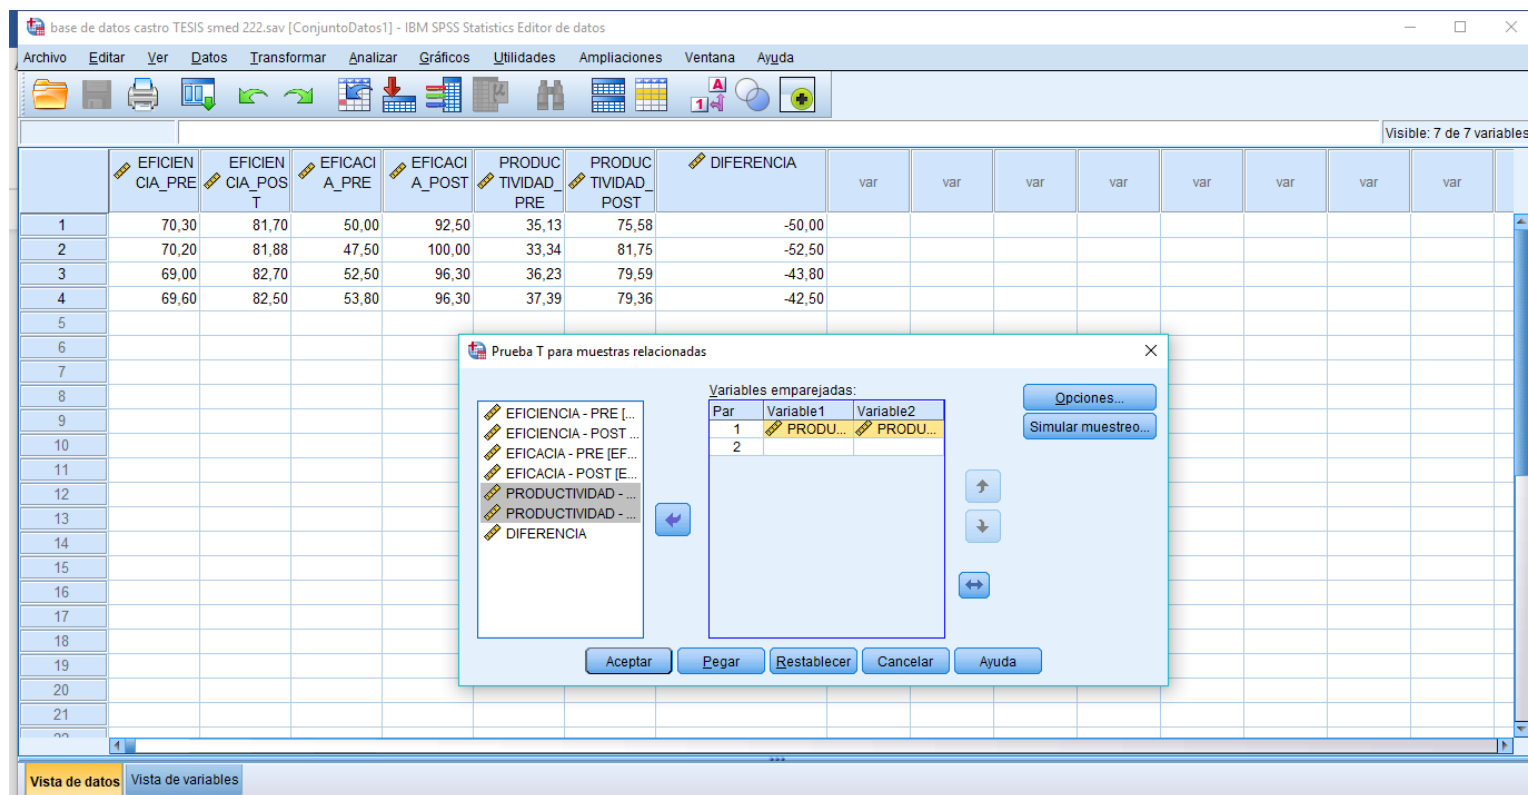 base de datos castro TESIS smed 222.sav [ConjuntoDatos1] - IBM SPSS Statistics Editor de datos
Archivo Editar Ver Datos Transformar Analizar Gráficos Utilidades Ampliaciones Ventana Ayuda
Visible: 7 de 7 variables
EFICIEN CIA_PRE EFICIEN CIA_POS T EFICACI A_PRE EFICACI A_POST PRODUC TIVIDAD_ PRE PRODUC TIVIDAD_ POST DIFERENCIA var var var var var var var var
1 70,30 81,70 50,00 92,50 35,13 75,58 -50,00
2 70,20 81,88 47,50 100,00 33,34 81,75 -52,50
3 69,00 82,70 52,50 96,30 36,23 79,59 -43,80
4 69,60 82,50 53,80 96,30 37,39 79,36 -42,50
5
6
7
8
9
10
11
12
13
14
15
16
17
18
19
20
21
Prueba T para muestras relacionadas
EFICIENCIA - PRE [...
EFICIENCIA - POST ...
EFICACIA - PRE [EF...
EFICACIA - POST [E...
PRODUCTIVIDAD - ...
PRODUCTIVIDAD - ...
DIFERENCIA
Variables emparejadas:
Par Variable1 Variable2
1 PRODU... PRODU...
2
Opciones...
Simular muestreo...
Aceptar Pegar Restablecer Cancelar Ayuda
Vista de datos Vista de variables